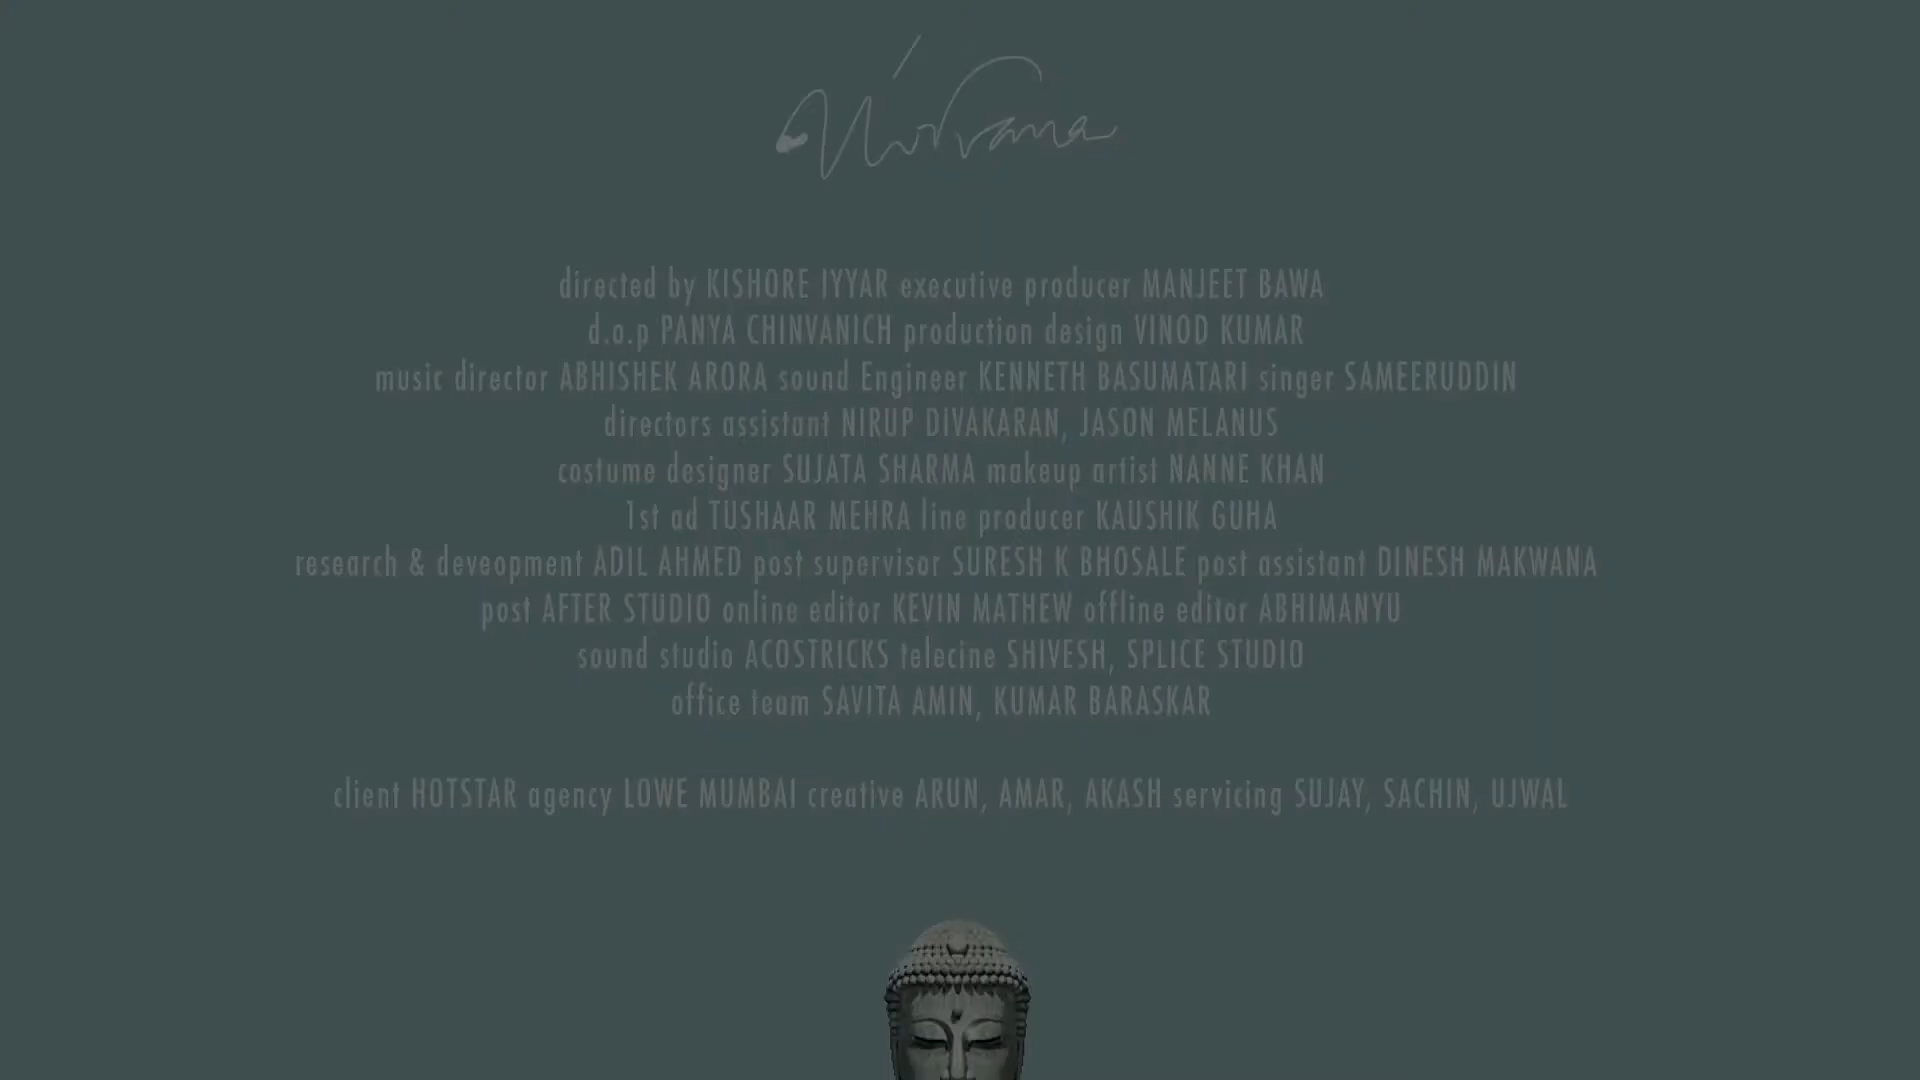 Nirvana
directed by KISHORE IYYAR executive producer MANJEET BAWA
d.o.p PANYA CHINVANICH production design VINOD KUMAR
music director ABHISHEK ARORA sound Engineer KENNETH BASUMATARI singer SAMEERUDDIN
directors assistant NIRUP DIVAKARAN, JASON MELANUS
costume designer SUJATA SHARMA makeup artist NANNE KHAN
1st ad TUSHAAR MEHRA line producer KAUSHIK GUHA
research & deveopment ADIL AHMED post supervisor SURESH K BHOSALE post assistant DINESH MAKWANA
post AFTER STUDIO online editor KEVIN MATHEW offline editor ABHIMANYU
sound studio ACOSTRICKS telecine SHIVESH, SPLICE STUDIO
office team SAVITA AMIN, KUMAR BARASKAR
client HOTSTAR agency LOWE MUMBAI creative ARUN, AMAR, AKASH servicing SUJAY, SACHIN, UJWAL